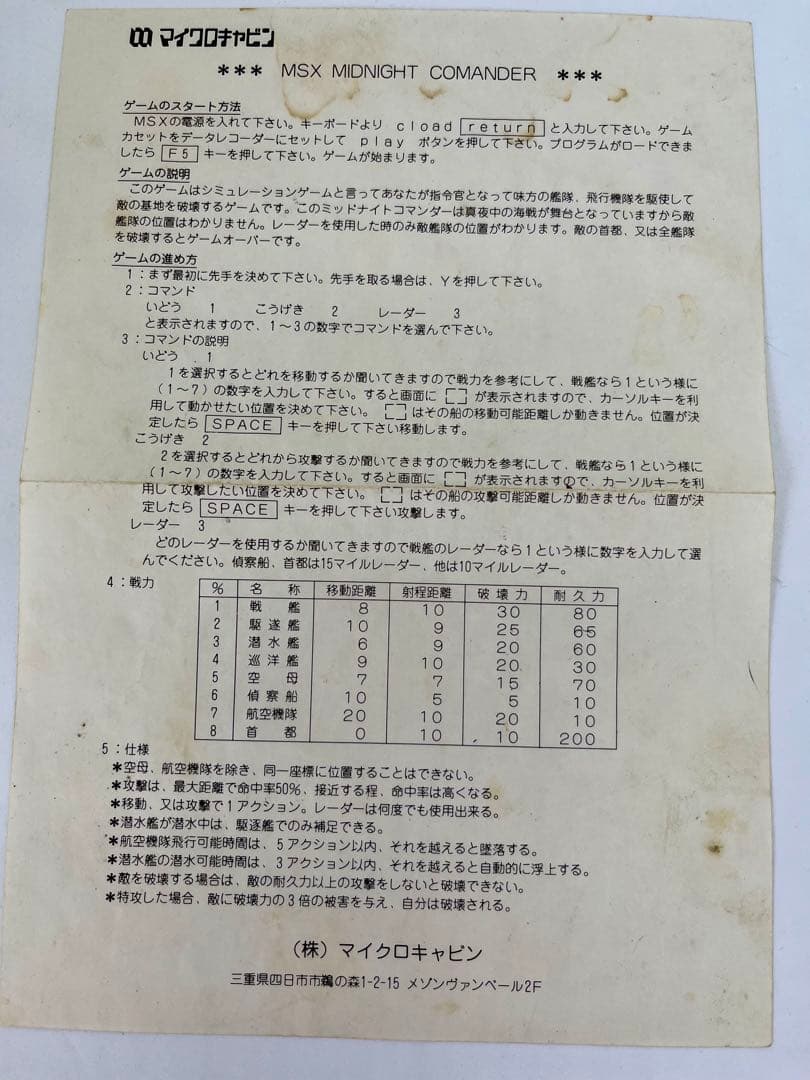 マイクロキャビン
*** MSX MIDNIGHT COMANDER ***
ゲームのスタート方法
MSXの電源を入れて下さい。キーボードより cload return と入力して下さい。ゲーム
カセットをデータレコーダーにセットして play ボタンを押して下さい。プログラムがロードできま
したら F5 キーを押して下さい。ゲームが始まります。
ゲームの説明
このゲームはシミュレーションゲームと言ってあなたが指令官となって味方の艦隊、飛行機隊を駆使して
敵の基地を破壊するゲームです。このミッドナイトコマンダーは真夜中の海戦が舞台となっていますから敵
艦隊の位置はわかりません。レーダーを使用した時のみ敵艦隊の位置がわかります。敵の首都、又は全艦隊
を破壊するとゲームオーバーです。
ゲームの進め方
1：まず最初に先手を決めて下さい。先手を取る場合は、Yを押して下さい。
2：コマンド
いどう 1 こうげき 2 レーダー 3
と表示されますので、1〜3の数字でコマンドを選んで下さい。
3：コマンドの説明
いどう 1
1を選択するとどれを移動するか聞いてきますので戦力を参考にして、戦艦なら1という様に
（1〜7）の数字を入力して下さい。すると画面に [ ] が表示されますので、カーソルキーを利
用して動かせたい位置を決めて下さい。 [ ] はその船の移動可能距離しか動きません。位置が決
定したら SPACE キーを押して下さい移動します。
こうげき 2
2を選択するとどれから攻撃するか聞いてきますので戦力を参考にして、戦艦なら1という様に
（1〜7）の数字を入力して下さい。すると画面に [ ] が表示されますので、カーソルキーを利
用して攻撃したい位置を決めて下さい。 [ ] はその船の攻撃可能距離しか動きません。位置が決
定したら SPACE キーを押して下さい攻撃します。
レーダー 3
どのレーダーを使用するか聞いてきますので戦艦のレーダーなら1という様に数字を入力して選
んでください。偵察船、首都は15マイルレーダー、他は10マイルレーダー。
4：戦力
% 名称 移動距離 射程距離 破壊力 耐久力
1 戦艦 8 10 30 80
2 駆逐艦 10 9 25 65
3 潜水艦 6 9 20 60
4 巡洋艦 9 10 20 30
5 空母 7 7 15 70
6 偵察船 10 5 5 10
7 航空機隊 20 10 20 10
8 首都 0 10 10 200
5：仕様
*空母、航空機隊を除き、同一座標に位置することはできない。
*攻撃は、最大距離で命中率50%、接近する程、命中率は高くなる。
*移動、又は攻撃で1アクション。レーダーは何度でも使用出来る。
*潜水艦が潜水中は、駆逐艦でのみ補足できる。
*航空機隊飛行可能時間は、5アクション以内、それを越えると墜落する。
*潜水艦の潜水可能時間は、3アクション以内、それを越えると自動的に浮上する。
*敵を破壊する場合は、敵の耐久力以上の攻撃をしないと破壊できない。
*特攻した場合、敵に破壊力の3倍の被害を与え、自分は破壊される。
（株）マイクロキャビン
三重県四日市市鵜の森1-2-15 メゾンヴァンベール2F